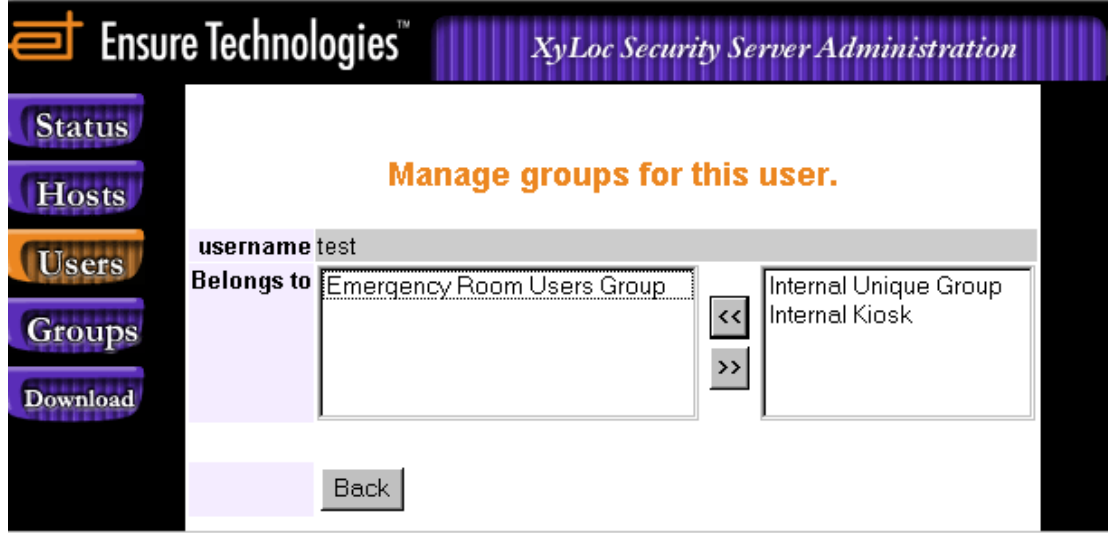 Ensure Technologies™
XyLoc Security Server Administration
Status
Hosts
Users
Groups
Download
Manage groups for this user.
username test
Belongs to
Emergency Room Users Group
<<
>>
Internal Unique Group
Internal Kiosk
Back